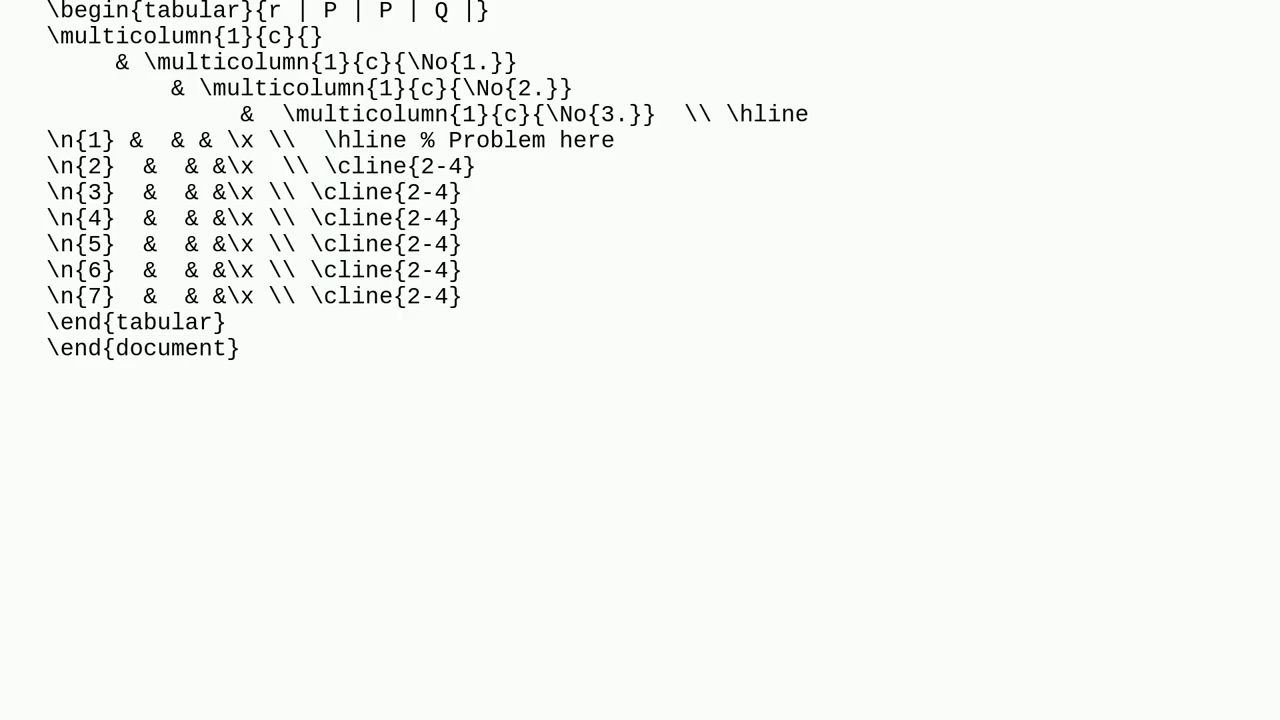 \begin{tabular}{r | P | P | Q |}
\multicolumn{1}{c}{}
     & \multicolumn{1}{c}{\No{1.}}
         & \multicolumn{1}{c}{\No{2.}}
              &  \multicolumn{1}{c}{\No{3.}}  \\ \hline
\n{1} &  & & \x \\  \hline % Problem here
\n{2}  &  & &\x  \\ \cline{2-4}
\n{3}  &  & &\x \\ \cline{2-4}
\n{4}  &  & &\x \\ \cline{2-4}
\n{5}  &  & &\x \\ \cline{2-4}
\n{6}  &  & &\x \\ \cline{2-4}
\n{7}  &  & &\x \\ \cline{2-4}
\end{tabular}
\end{document}